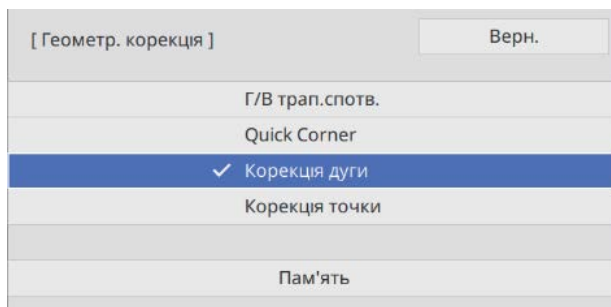 [ Геометр. корекція ]
Верн.
Г/В трап.спотв.
Quick Corner
✓ Корекція дуги
Корекція точки
Пам'ять